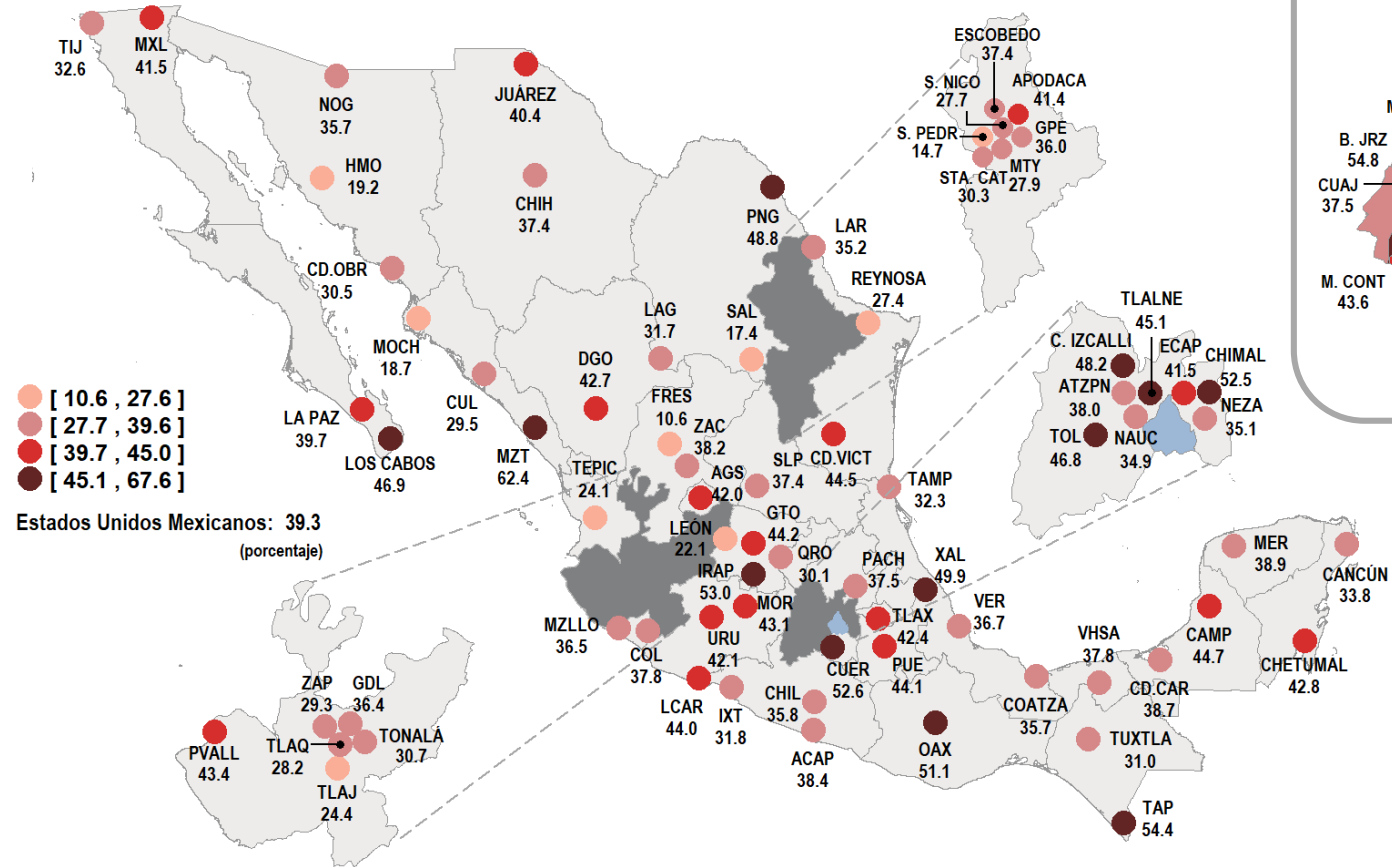 TIJ
32.6
MXL
41.5
NOG
35.7
HMO
19.2
JUÁREZ
40.4
CHIH
37.4
CD.OBR
30.5
MOCH
18.7
CUL
29.5
LA PAZ
39.7
LOS CABOS
46.9
MZT
62.4
DGO
42.7
LAG
31.7
SAL
17.4
PNG
48.8
LAR
35.2
REYNOSA
27.4
ESCOBEDO
37.4
S. NICO
27.7
APODACA
41.4
S. PEDR
14.7
GPE
36.0
STA. CAT
30.3
MTY
27.9
B. JRZ
54.8
CUAJ
37.5
M. CONT
43.6
TLALNE
45.1
C. IZCALLI
48.2
ECAP
41.5
CHIMAL
52.5
ATZPN
38.0
NEZA
35.1
TOL
46.8
NAUC
34.9
[ 10.6 , 27.6 ]
[ 27.7 , 39.6 ]
[ 39.7 , 45.0 ]
[ 45.1 , 67.6 ]
Estados Unidos Mexicanos: 39.3
(porcentaje)
FRES
10.6
ZAC
38.2
TEPIC
24.1
AGS
42.0
SLP
37.4
CD.VICT
44.5
TAMP
32.3
LEÓN
22.1
GTO
44.2
QRO
30.1
IRAP
53.0
PACH
37.5
XAL
49.9
MOR
43.1
TLAX
42.4
VER
36.7
MZLLO
36.5
COL
37.8
URU
42.1
CUER
52.6
PUE
44.1
LCAR
44.0
IXT
31.8
CHIL
35.8
ACAP
38.4
OAX
51.1
COATZA
35.7
VHSA
37.8
CD.CAR
38.7
TUXTLA
31.0
TAP
54.4
MER
38.9
CANCÚN
33.8
CAMP
44.7
CHETUMAL
42.8
ZAP
29.3
GDL
36.4
TLAQ
28.2
TONALÁ
30.7
PVALL
43.4
TLAJ
24.4